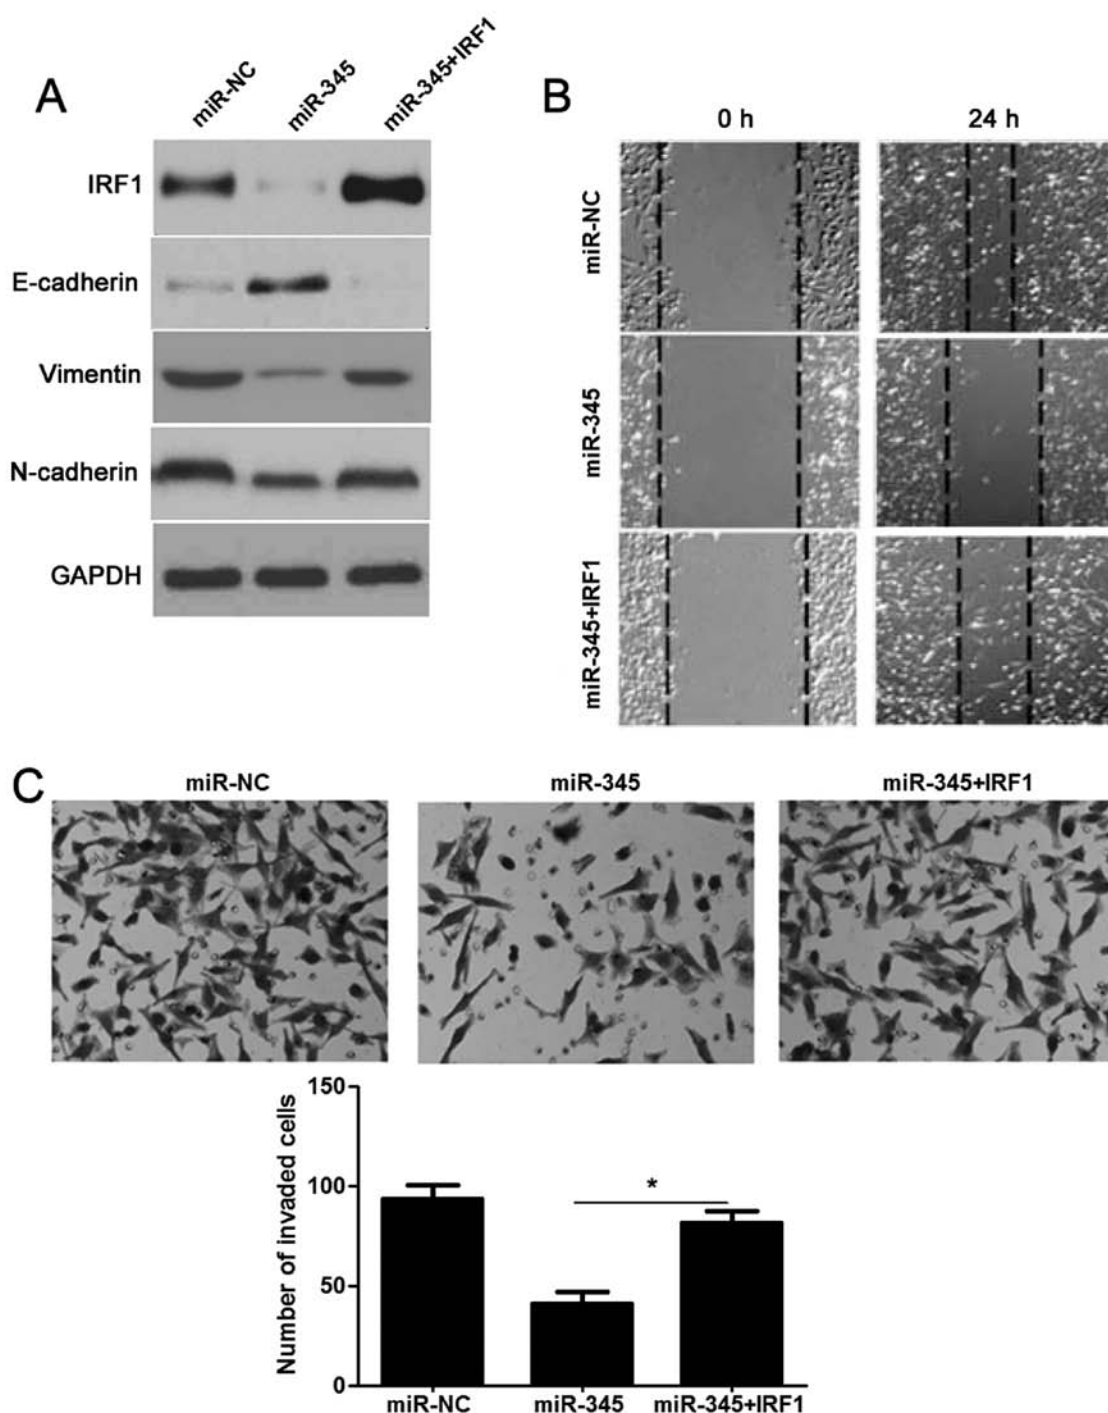 A
miR-NC
miR-345
miR-345+IRF1
IRF1
E-cadherin
Vimentin
N-cadherin
GAPDH
B
0 h
24 h
miR-NC
miR-345
miR-345+IRF1
C
miR-NC
miR-345
miR-345+IRF1
Number of invaded cells
150
100
50
0
*
miR-NC
miR-345
miR-345+IRF1